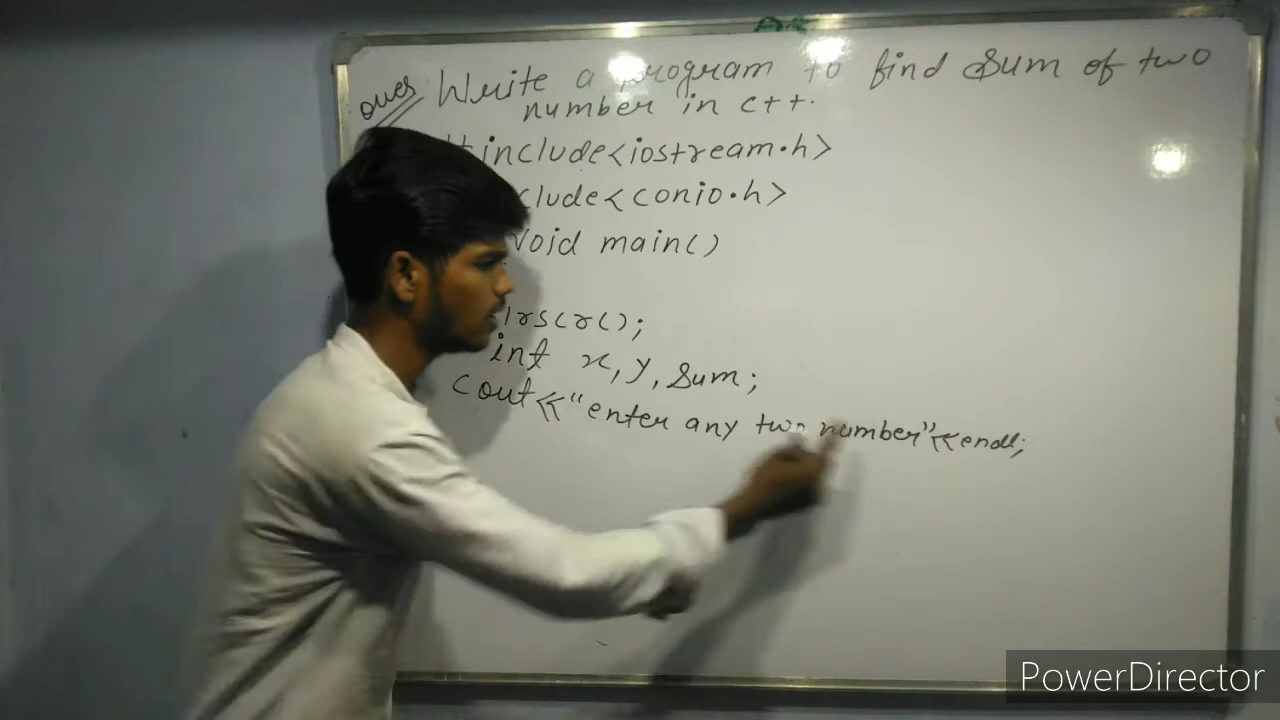 Ques Write a program to find Sum of two
number in c++.
#include<iostream.h>
clude<conio.h>
void main()
lrscr();
int x, y, Sum;
cout<<"enter any two number"<<endl;
PowerDirector